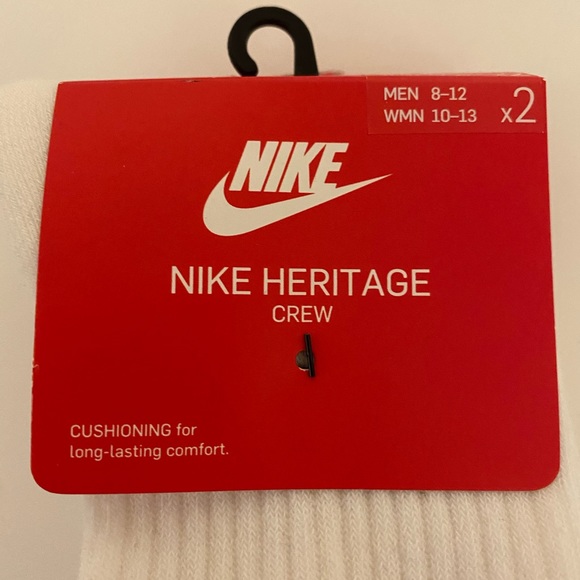 MEN 8–12
WMN 10–13 x2
NIKE
NIKE HERITAGE
CREW
CUSHIONING for
long-lasting comfort.